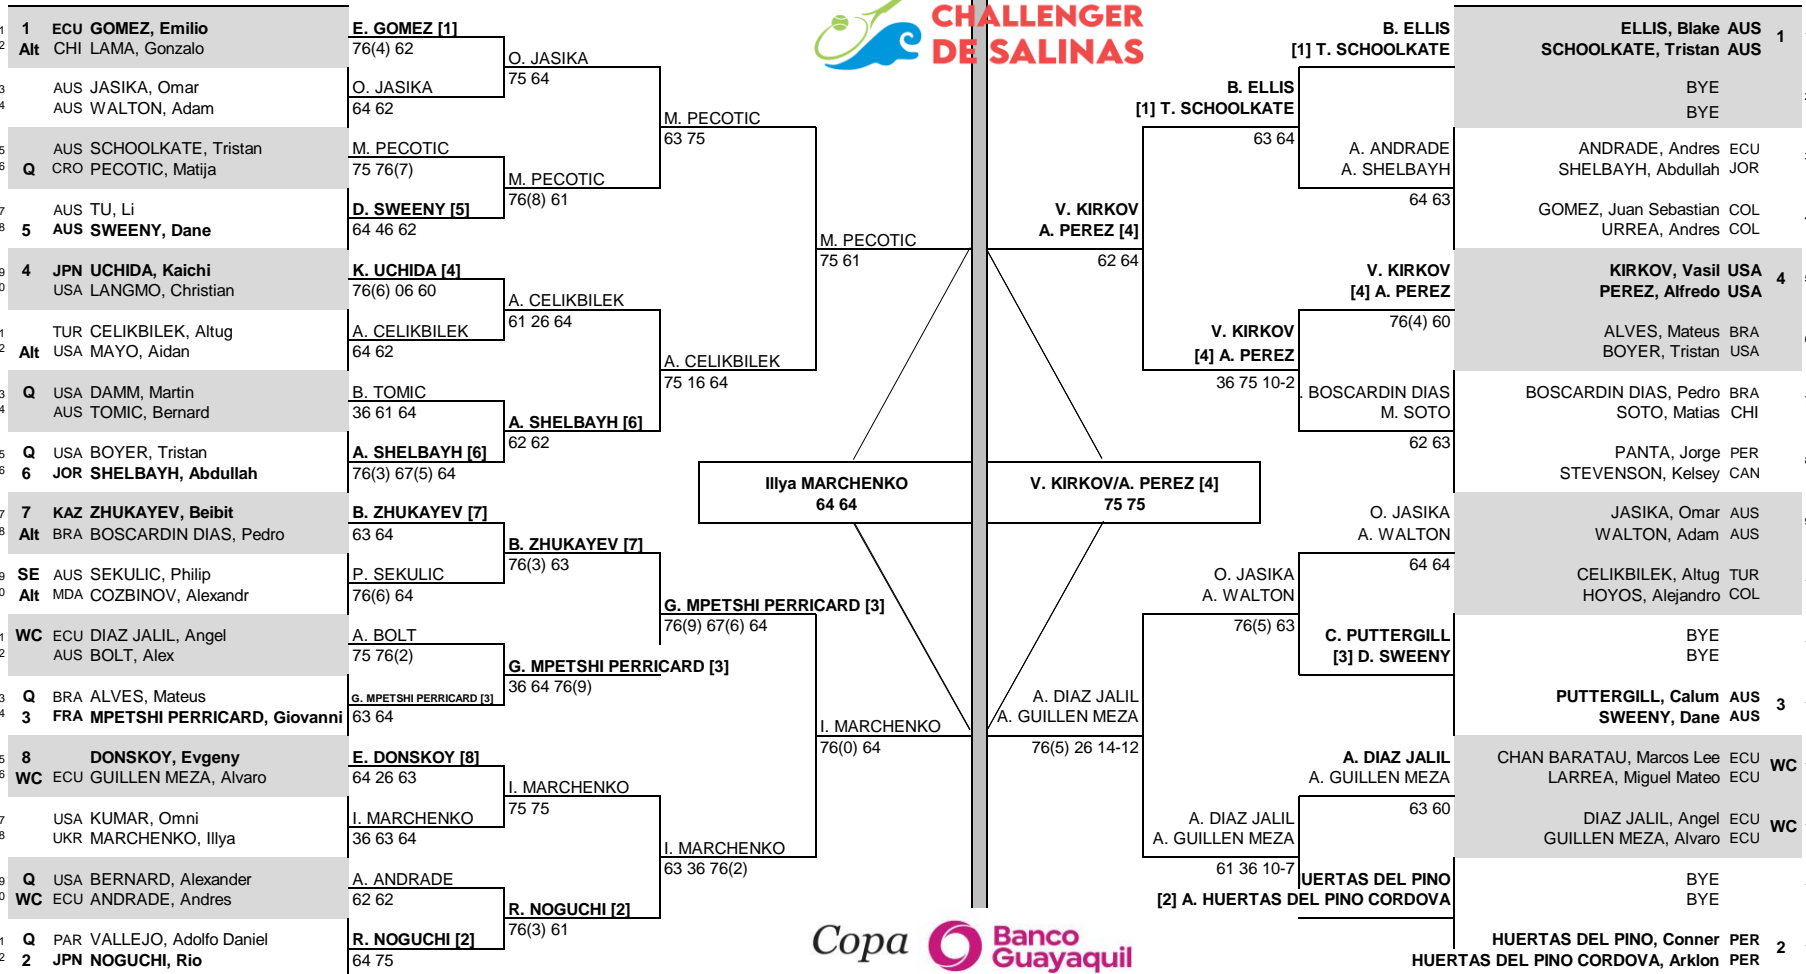 CHALLENGER
DE SALINAS
1 ECU GOMEZ, Emilio
Alt CHI LAMA, Gonzalo
AUS JASIKA, Omar
AUS WALTON, Adam
AUS SCHOOLKATE, Tristan
Q CRO PECOTIC, Matija
AUS TU, Li
5 AUS SWEENY, Dane
4 JPN UCHIDA, Kaichi
USA LANGMO, Christian
TUR CELIKBILEK, Altug
Alt USA MAYO, Aidan
Q USA DAMM, Martin
AUS TOMIC, Bernard
Q USA BOYER, Tristan
6 JOR SHELBAYH, Abdullah
7 KAZ ZHUKAYEV, Beibit
Alt BRA BOSCARDIN DIAS, Pedro
SE AUS SEKULIC, Philip
Alt MDA COZBINOV, Alexandr
WC ECU DIAZ JALIL, Angel
AUS BOLT, Alex
Q BRA ALVES, Mateus
3 FRA MPETSHI PERRICARD, Giovanni
8 DONSKOY, Evgeny
WC ECU GUILLEN MEZA, Alvaro
USA KUMAR, Omni
UKR MARCHENKO, Illya
Q USA BERNARD, Alexander
WC ECU ANDRADE, Andres
Q PAR VALLEJO, Adolfo Daniel
2 JPN NOGUCHI, Rio
E. GOMEZ [1]
76(4) 62
O. JASIKA
64 62
M. PECOTIC
75 76(7)
D. SWEENY [5]
64 46 62
K. UCHIDA [4]
76(6) 06 60
A. CELIKBILEK
64 62
B. TOMIC
36 61 64
A. SHELBAYH [6]
76(3) 67(5) 64
B. ZHUKAYEV [7]
63 64
P. SEKULIC
76(6) 64
A. BOLT
75 76(2)
G. MPETSHI PERRICARD [3]
63 64
E. DONSKOY [8]
64 26 63
I. MARCHENKO
36 63 64
A. ANDRADE
62 62
R. NOGUCHI [2]
64 75
O. JASIKA
75 64
M. PECOTIC
76(8) 61
A. CELIKBILEK
61 26 64
A. SHELBAYH [6]
62 62
B. ZHUKAYEV [7]
76(3) 63
G. MPETSHI PERRICARD [3]
36 64 76(9)
I. MARCHENKO
75 75
R. NOGUCHI [2]
76(3) 61
M. PECOTIC
63 75
A. CELIKBILEK
75 16 64
G. MPETSHI PERRICARD [3]
76(9) 67(6) 64
I. MARCHENKO
63 36 76(2)
M. PECOTIC
75 61
I. MARCHENKO
76(0) 64
Illya MARCHENKO
64 64
V. KIRKOV/A. PEREZ [4]
75 75
V. KIRKOV
A. PEREZ [4]
62 64
A. DIAZ JALIL
A. GUILLEN MEZA
76(5) 26 14-12
B. ELLIS
[1] T. SCHOOLKATE
63 64
V. KIRKOV
[4] A. PEREZ
36 75 10-2
O. JASIKA
A. WALTON
76(5) 63
A. DIAZ JALIL
A. GUILLEN MEZA
61 36 10-7
B. ELLIS
[1] T. SCHOOLKATE
A. ANDRADE
A. SHELBAYH
64 63
V. KIRKOV
[4] A. PEREZ
76(4) 60
. BOSCARDIN DIAS
M. SOTO
62 63
O. JASIKA
A. WALTON
64 64
C. PUTTERGILL
[3] D. SWEENY
A. DIAZ JALIL
A. GUILLEN MEZA
63 60
UERTAS DEL PINO
[2] A. HUERTAS DEL PINO CORDOVA
ELLIS, Blake AUS 1
SCHOOLKATE, Tristan AUS
BYE
BYE
ANDRADE, Andres ECU
SHELBAYH, Abdullah JOR
GOMEZ, Juan Sebastian COL
URREA, Andres COL
KIRKOV, Vasil USA 4
PEREZ, Alfredo USA
ALVES, Mateus BRA
BOYER, Tristan USA
BOSCARDIN DIAS, Pedro BRA
SOTO, Matias CHI
PANTA, Jorge PER
STEVENSON, Kelsey CAN
JASIKA, Omar AUS
WALTON, Adam AUS
CELIKBILEK, Altug TUR
HOYOS, Alejandro COL
BYE
BYE
PUTTERGILL, Calum AUS 3
SWEENY, Dane AUS
CHAN BARATAU, Marcos Lee ECU WC
LARREA, Miguel Mateo ECU
DIAZ JALIL, Angel ECU WC
GUILLEN MEZA, Alvaro ECU
BYE
BYE
HUERTAS DEL PINO, Conner PER 2
HUERTAS DEL PINO CORDOVA, Arklon PER
Copa
Banco
Guayaquil